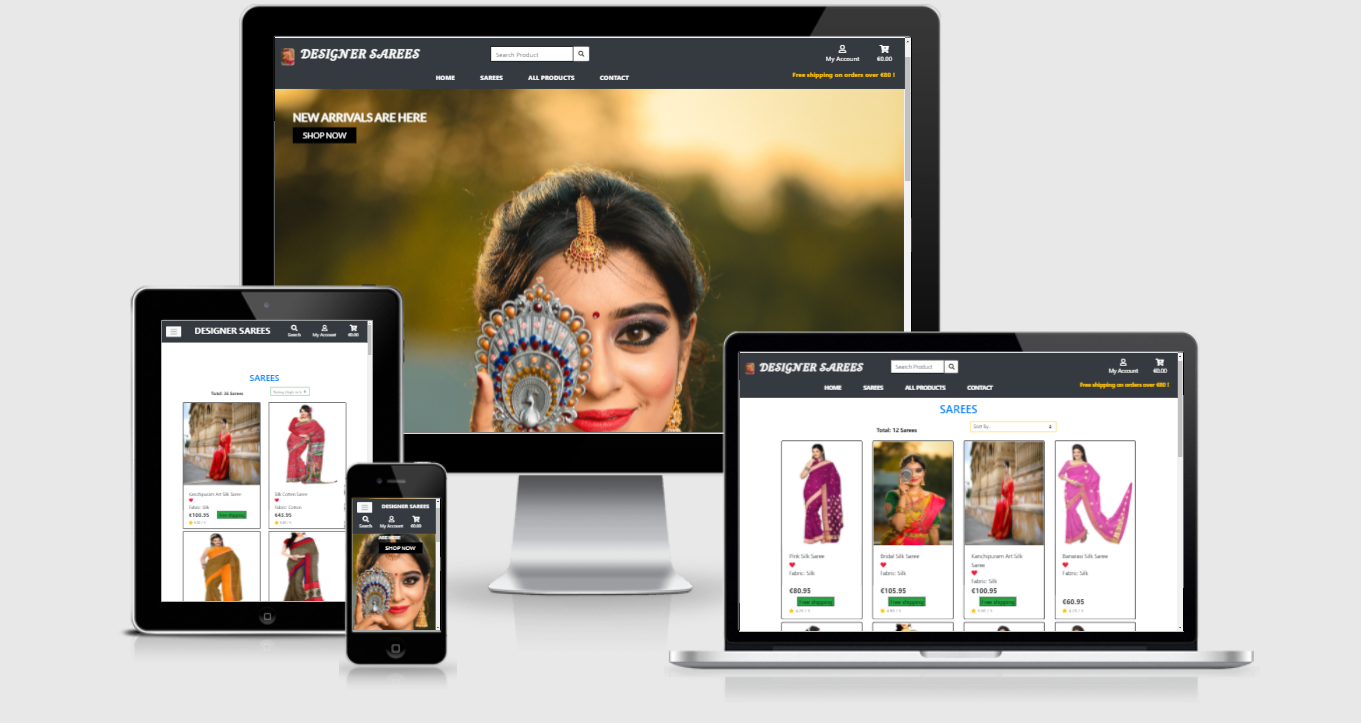 DESIGNER SAREES
Search Product
My Account
€0.00
HOME
SAREES
ALL PRODUCTS
CONTACT
Free shipping on orders over €80 !
NEW ARRIVALS ARE HERE
SHOP NOW
DESIGNER SAREES
Search
My Account
€0.00
SAREES
Total: 16 Sarees
Kanchipuram Art Silk Saree
Fabric: Silk
€100.95
Free shipping
Silk Cotton Saree
Fabric: Cotton
€43.95
DESIGNER SAREES
Search
My Account
€0.00
ARE HERE
SHOP NOW
DESIGNER SAREES
Search Product
My Account
€0.00
HOME
SAREES
ALL PRODUCTS
CONTACT
Free shipping on orders over €80 !
SAREES
Total: 12 Sarees
Sort by..
Pink Silk Saree
Fabric: Silk
€80.95
Free shipping
Bridal Silk Saree
Fabric: Silk
€105.95
Free shipping
Kanchipuram Art Silk
Saree
Fabric: Silk
€100.95
Free shipping
Banarasi Silk Saree
Fabric: Silk
€60.95